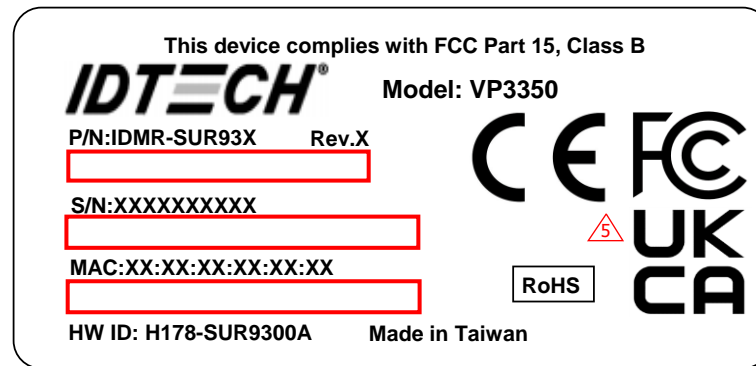 This device complies with FCC Part 15, Class B
IDTECH®
Model: VP3350
P/N:IDMR-SUR93X Rev.X
CE FC
S/N:XXXXXXXXXX
5
UK
CA
MAC:XX:XX:XX:XX:XX:XX
RoHS
HW ID: H178-SUR9300A Made in Taiwan